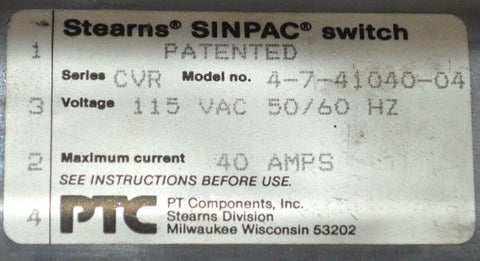 Stearns® SINPAC® switch
1 PATENTED
Series CVR Model no. 4-7-41040-04
3 Voltage 115 VAC 50/60 HZ
2 Maximum current 40 AMPS
SEE INSTRUCTIONS BEFORE USE.
4 PTC PT Components, Inc.
Stearns Division
Milwaukee Wisconsin 53202